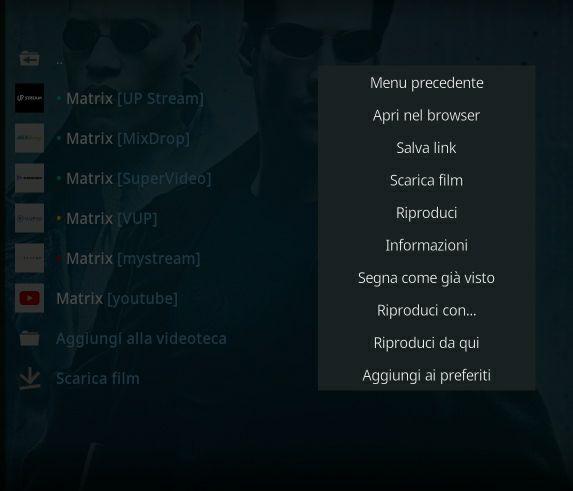 ..
• Matrix [UP Stream]
• Matrix [MixDrop]
• Matrix [SuperVideo]
• Matrix [VUP]
• Matrix [mystream]
Matrix [youtube]
Aggiungi alla videoteca
Scarica film
Menu precedente
Apri nel browser
Salva link
Scarica film
Riproduci
Informazioni
Segna come già visto
Riproduci con...
Riproduci da qui
Aggiungi ai preferiti